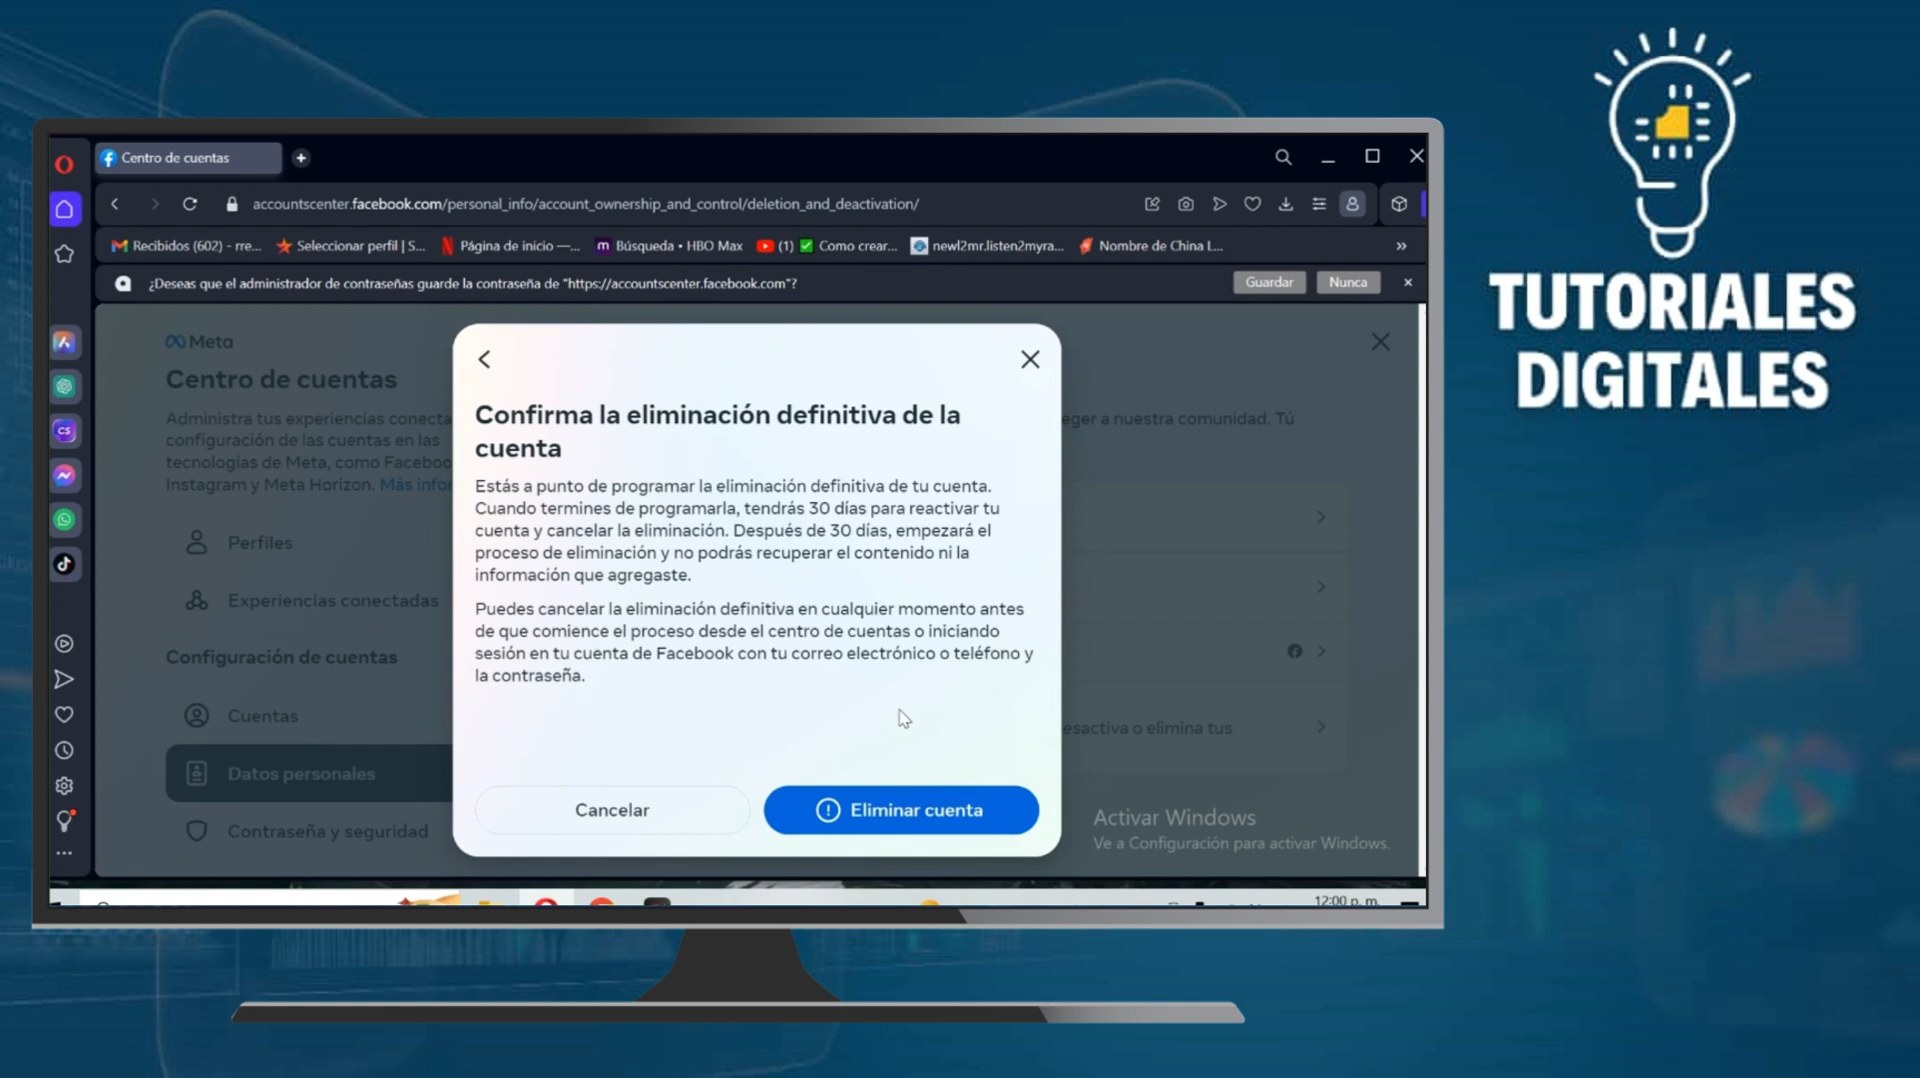 Centro de cuentas
accountscenter.facebook.com/personal_info/account_ownership_and_control/deletion_and_deactivation/
Recibidos (602) - rre...
Seleccionar perfil | S...
Página de inicio —...
m Búsqueda • HBO Max
(1) ✅ Como crear...
newl2mr.listen2myra...
Nombre de China L...
»
¿Deseas que el administrador de contraseñas guarde la contraseña de "https://accountscenter.facebook.com"?
Guardar
Nunca
Meta
Centro de cuentas
Administra tus experiencias conecta
configuración de las cuentas en las
tecnologías de Meta, como Faceboo
Instagram y Meta Horizon. Más infor
Perfiles
Experiencias conectadas
Configuración de cuentas
Cuentas
Datos personales
Contraseña y seguridad
CS
Confirma la eliminación definitiva de la
cuenta
Estás a punto de programar la eliminación definitiva de tu cuenta.
Cuando termines de programarla, tendrás 30 días para reactivar tu
cuenta y cancelar la eliminación. Después de 30 días, empezará el
proceso de eliminación y no podrás recuperar el contenido ni la
información que agregaste.
Puedes cancelar la eliminación definitiva en cualquier momento antes
de que comience el proceso desde el centro de cuentas o iniciando
sesión en tu cuenta de Facebook con tu correo electrónico o teléfono y
la contraseña.
Cancelar
Eliminar cuenta
eger a nuestra comunidad. Tú
esactiva o elimina tus
Activar Windows
Ve a Configuración para activar Windows.
12:00 p. m.
TUTORIALES
DIGITALES